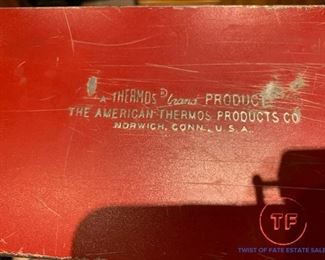 A THERMOS brand PRODUCT
THE AMERICAN THERMOS PRODUCTS CO
NORWICH, CONN., U.S.A.
TF
TWIST OF FATE ESTATE SALES